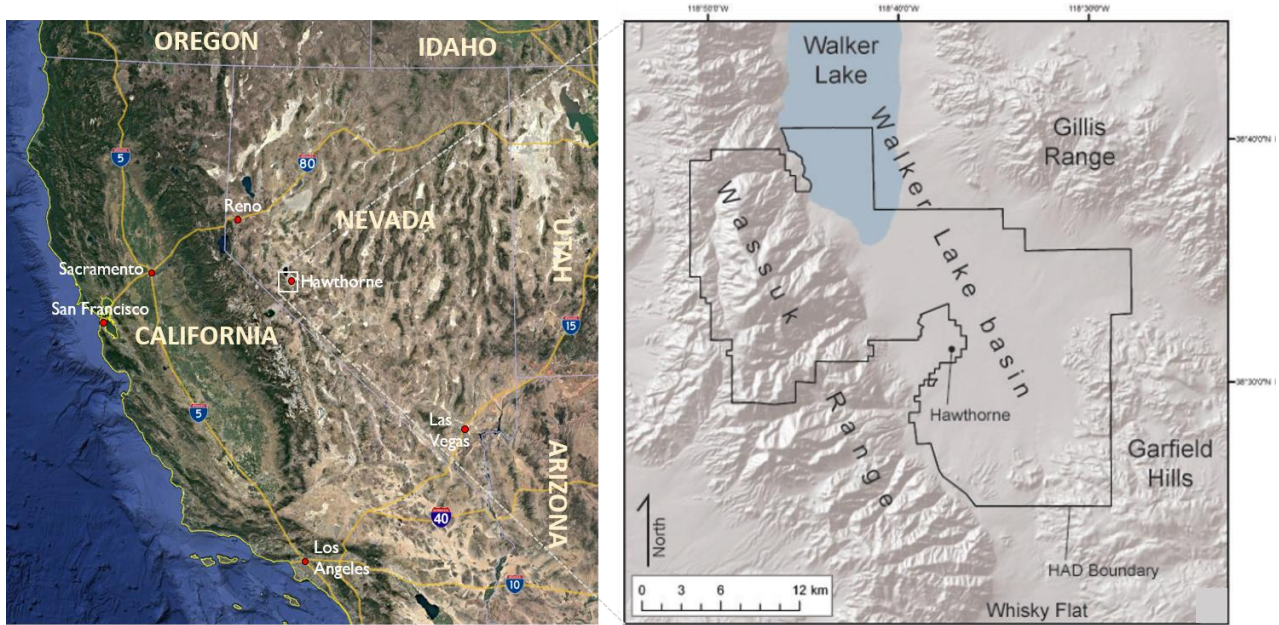 OREGON
IDAHO
5
80
Reno
NEVADA
UTAH
Sacramento
Hawthorne
San Francisco
CALIFORNIA
15
5
Las
Vegas
ARIZONA
40
Los
Angeles
10
118°50'0"W
118°40'0"W
118°30'0"W
Walker
Lake
Walker Lake basin
Gillis
Range
38°40'0"N
Wassuk Range
38°30'0"N
Hawthorne
Garfield
Hills
North
HAD Boundary
0 3 6 12 km
Whisky Flat